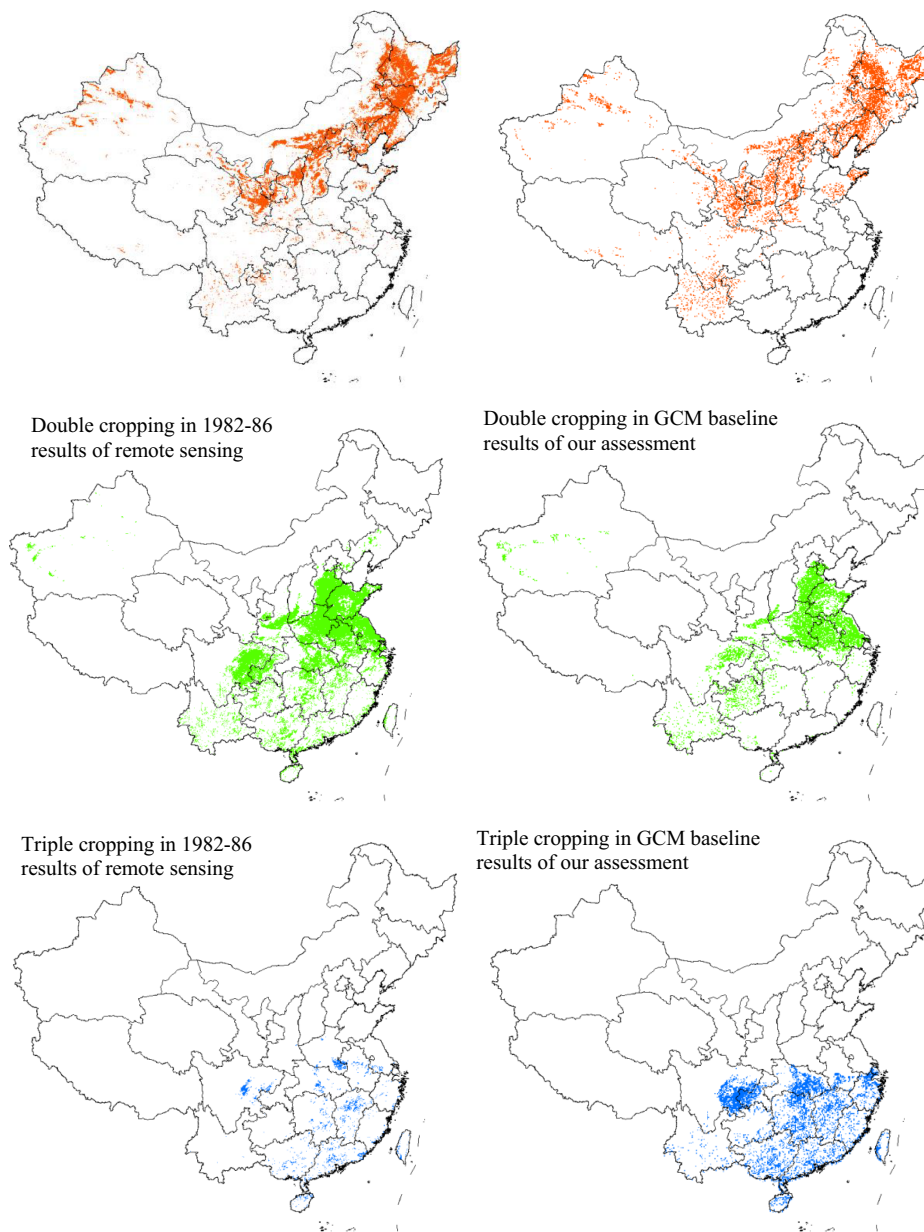 Double cropping in 1982-86
results of remote sensing
Double cropping in GCM baseline
results of our assessment
Triple cropping in 1982-86
results of remote sensing
Triple cropping in GCM baseline
results of our assessment